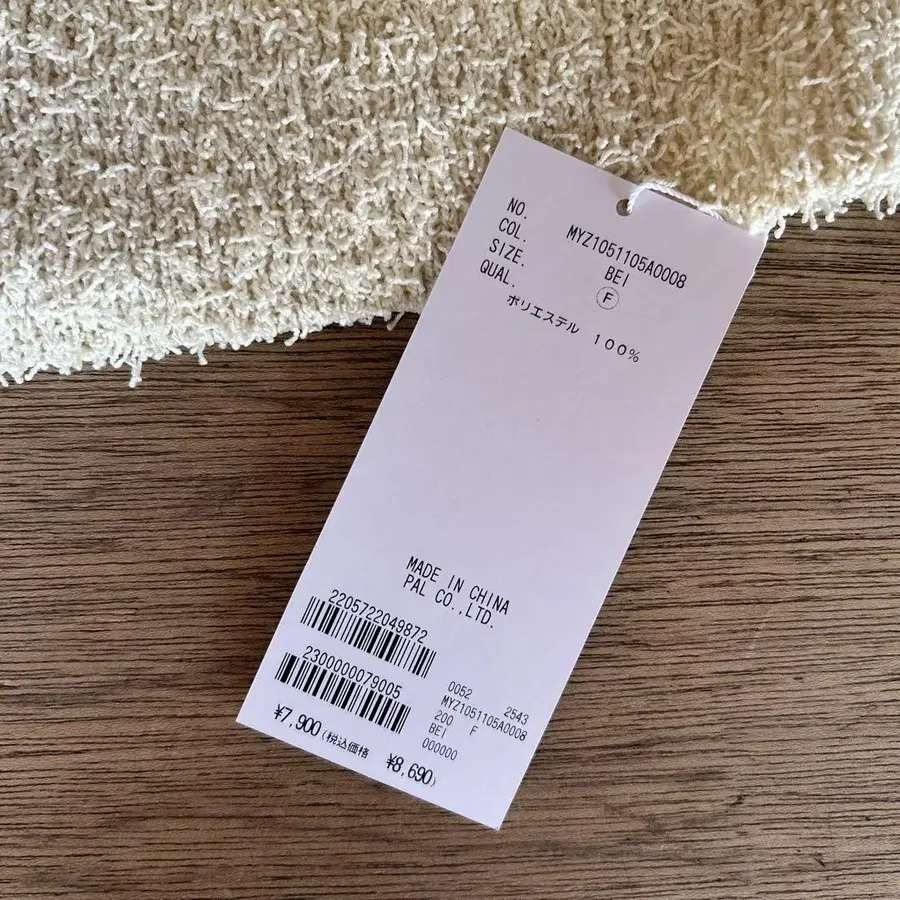 NO. MYZ1051105A0008
COL. BEI
SIZE. F
QUAL.
ポリエステル 100%
MADE IN CHINA
PAL CO.,LTD.
2205722049872
2300000079005
0052 2543
MYZ1051105A0008
200 F
BEI
000000
¥7,900(税込価格 ¥8,690)